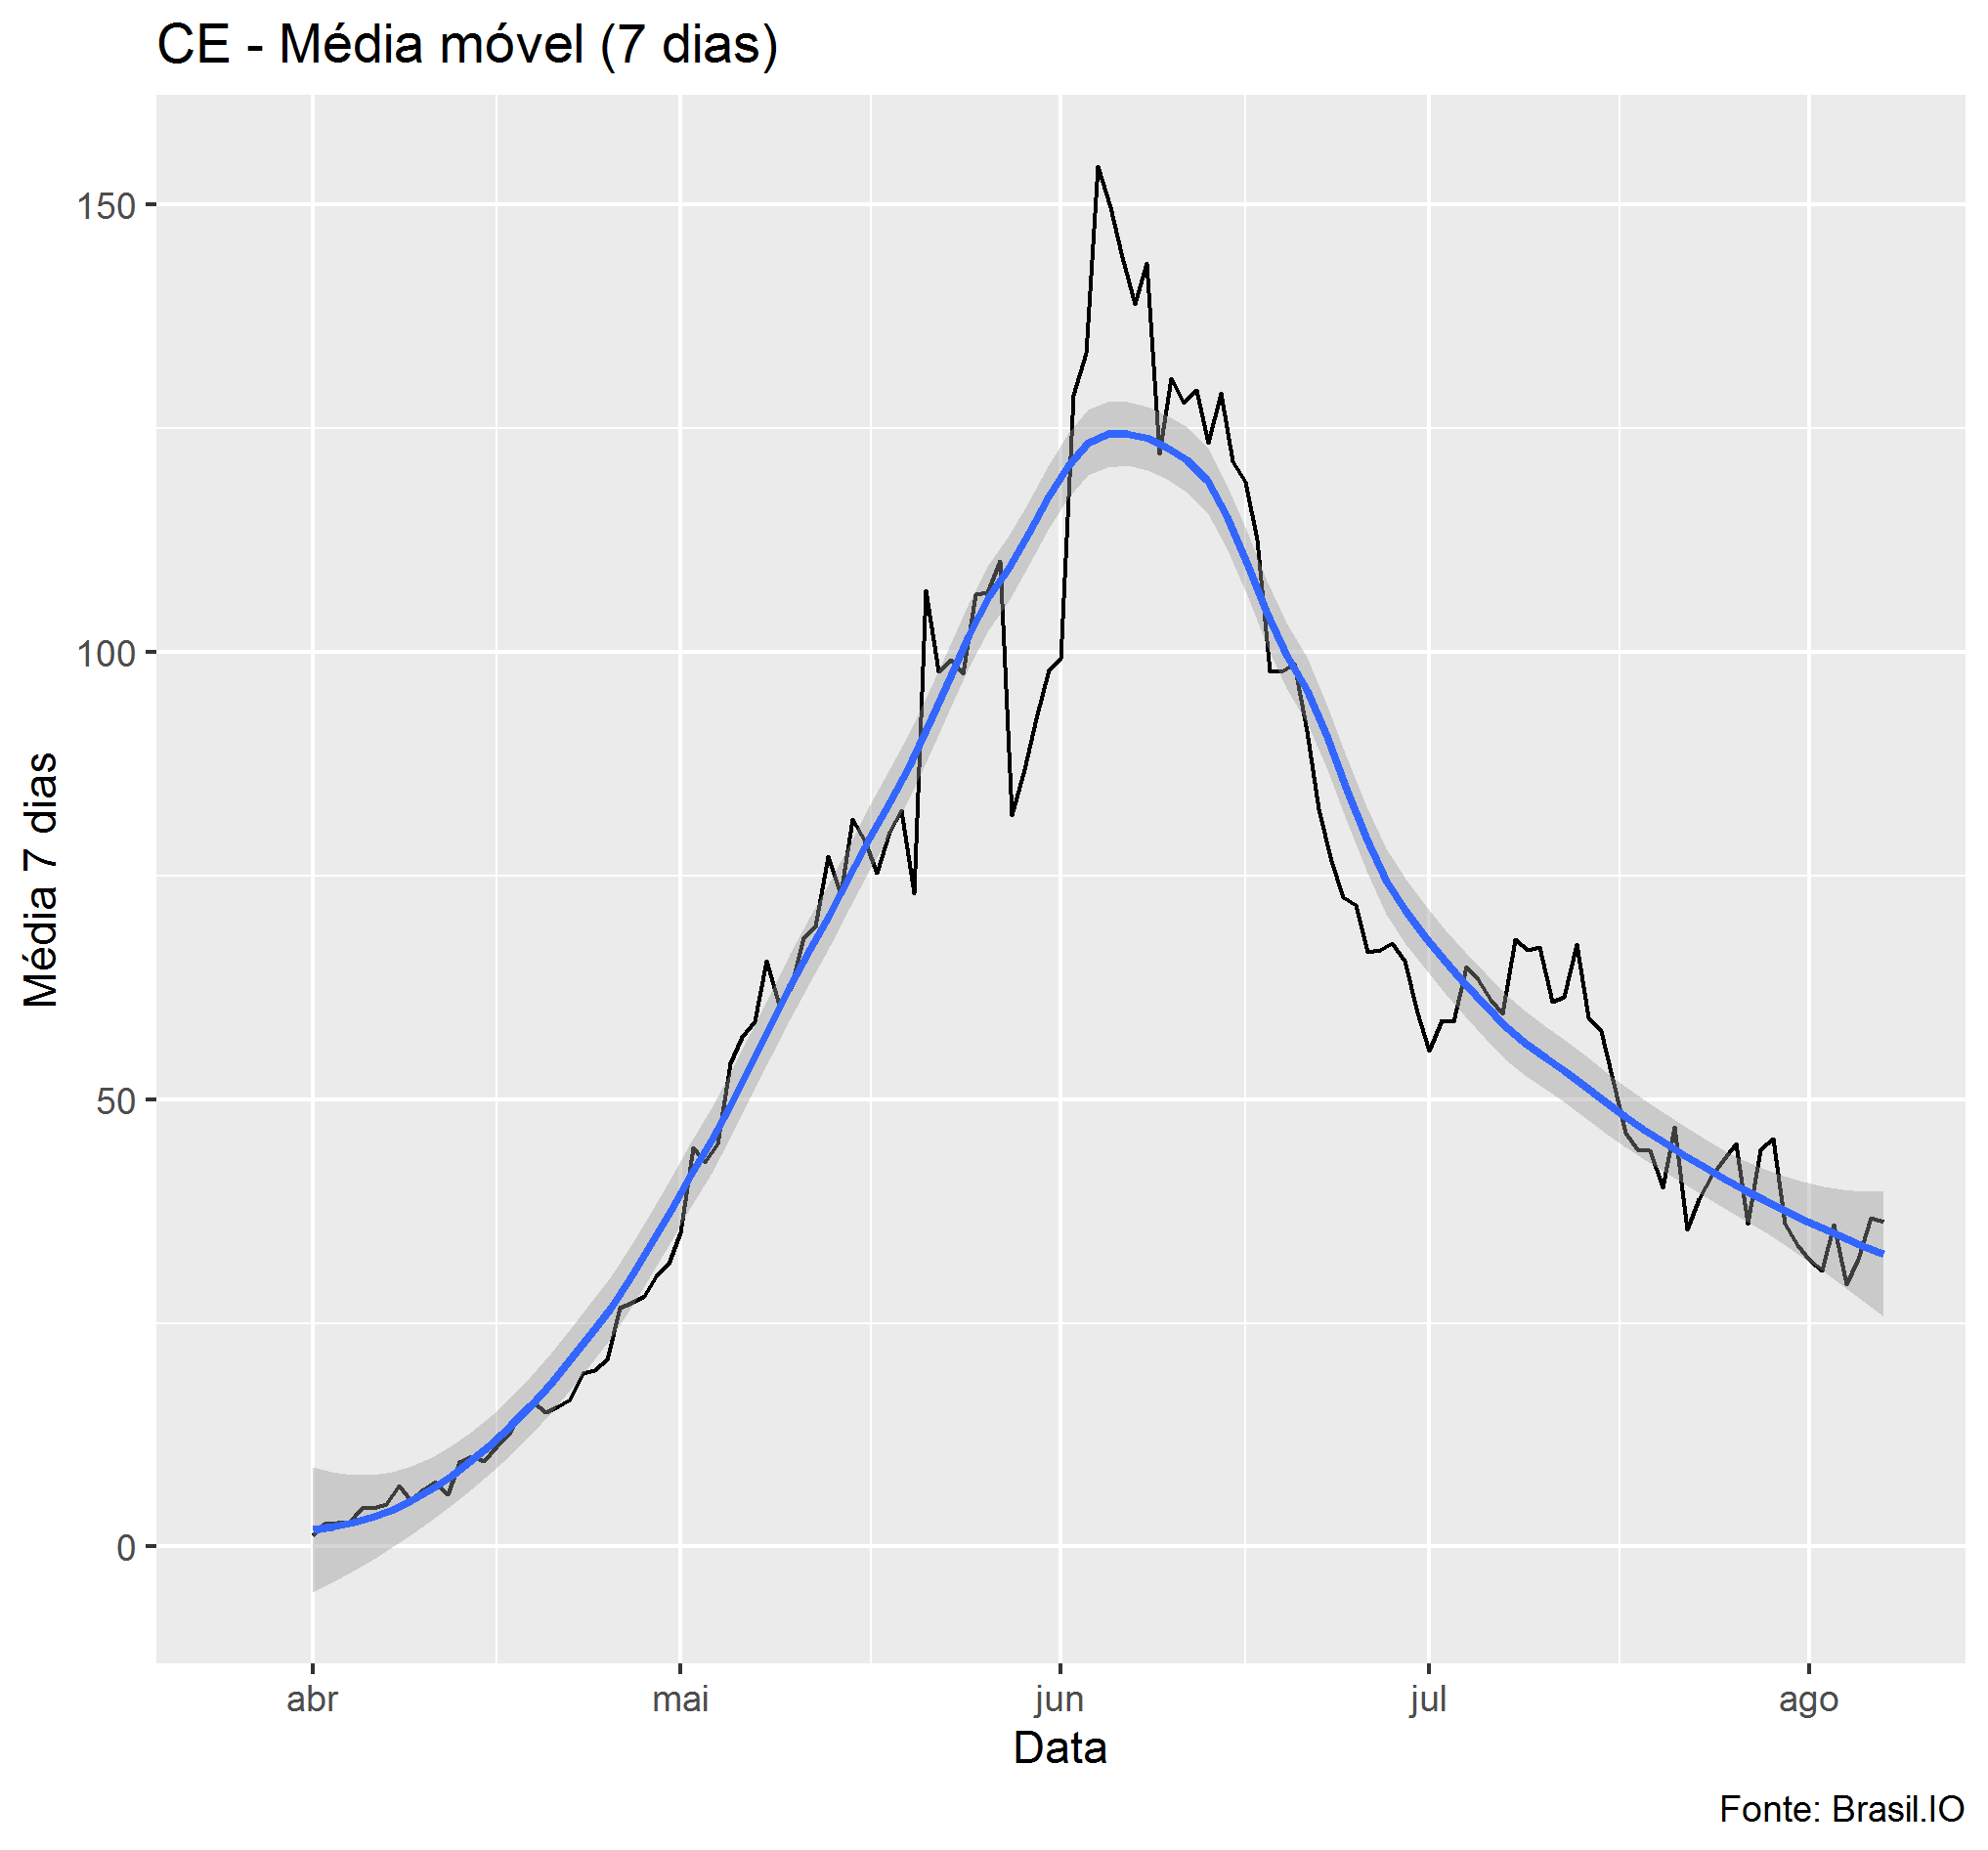 CE - Média móvel (7 dias)
150
100
50
0
Média 7 dias
abr mai jun jul ago
Data
Fonte: Brasil.IO